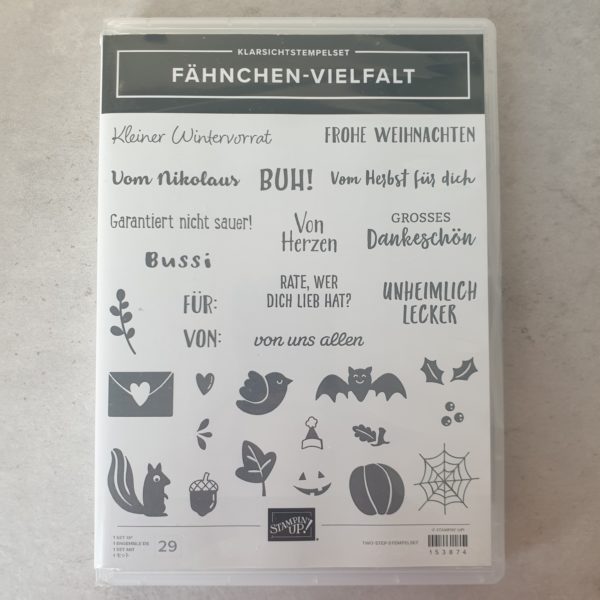 KLARSICHTSTEMPELSET
FÄHNCHEN-VIELFALT
Kleiner Wintervorrat
FROHE WEIHNACHTEN
Vom Nikolaus
BUH!
Vom Herbst für dich
Garantiert nicht sauer!
Von
Herzen
GROSSES
Dankeschön
Bussi
RATE, WER
DICH LIEB HAT?
UNHEIMLICH
LECKER
FÜR:
VON:
von uns allen
STAMPIN'
UP!
29
TWO-STEP-STEMPELSET
© STAMPIN' UP!
153874